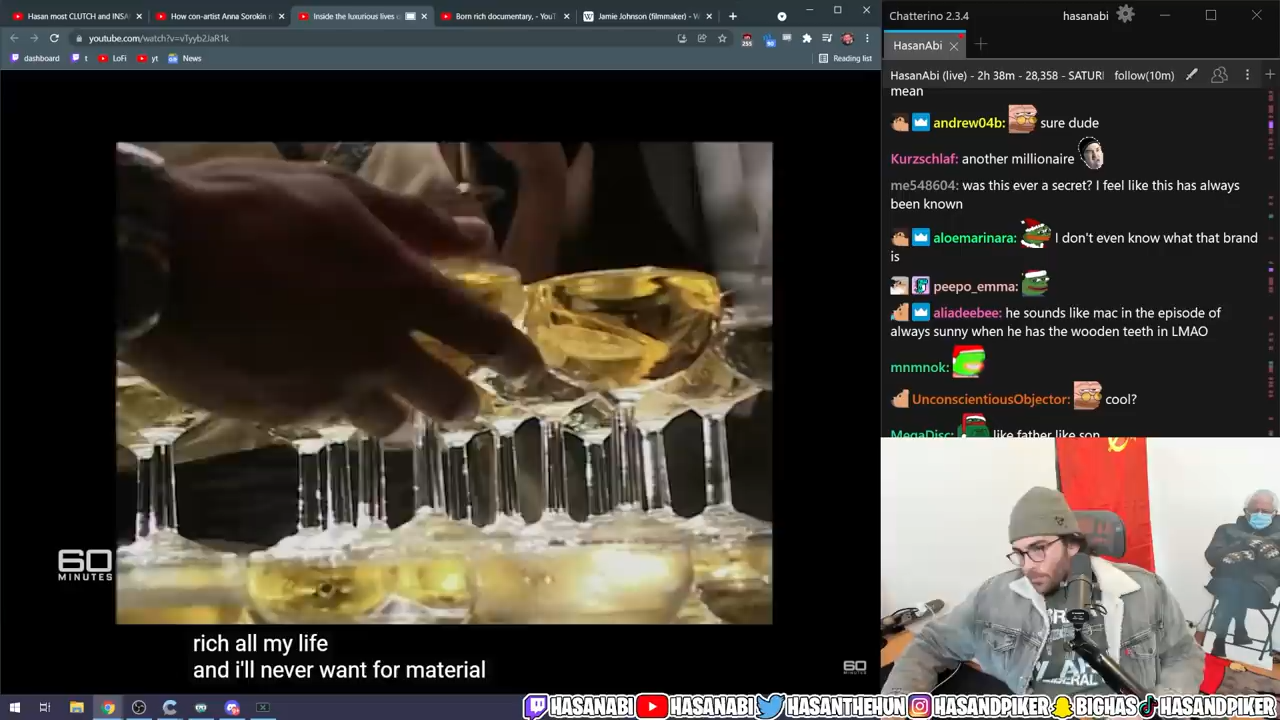 Hasan most CLUTCH and INSA
How con-artist Anna Sorokin
Inside the luxurious lives
Born rich documentary, - YouT
Jamie Johnson (filmmaker) - W
youtube.com/watch?v=vTyyb2JaR1k
dashboard
t
LoFi
yt
News
Reading list
60
MINUTES
rich all my life
and i'll never want for material
60
Chatterino 2.3.4
hasanabi
HasanAbi
HasanAbi (live) - 2h 38m - 28,358 - SATUR
follow(10m)
mean
andrew04b: sure dude
Kurzschlaf: another millionaire
me548604: was this ever a secret? I feel like this has always
been known
aloemarinara: I don't even know what that brand
is
peepo_emma:
aliadeebee: he sounds like mac in the episode of
always sunny when he has the wooden teeth in LMAO
mnmnok:
UnconscientiousObjector: cool?
MegaDisc: like father like son
HASANABI
HASANABI
HASANTHEHUN
HASANDPIKER
BIGHAS
HASANDPIKER